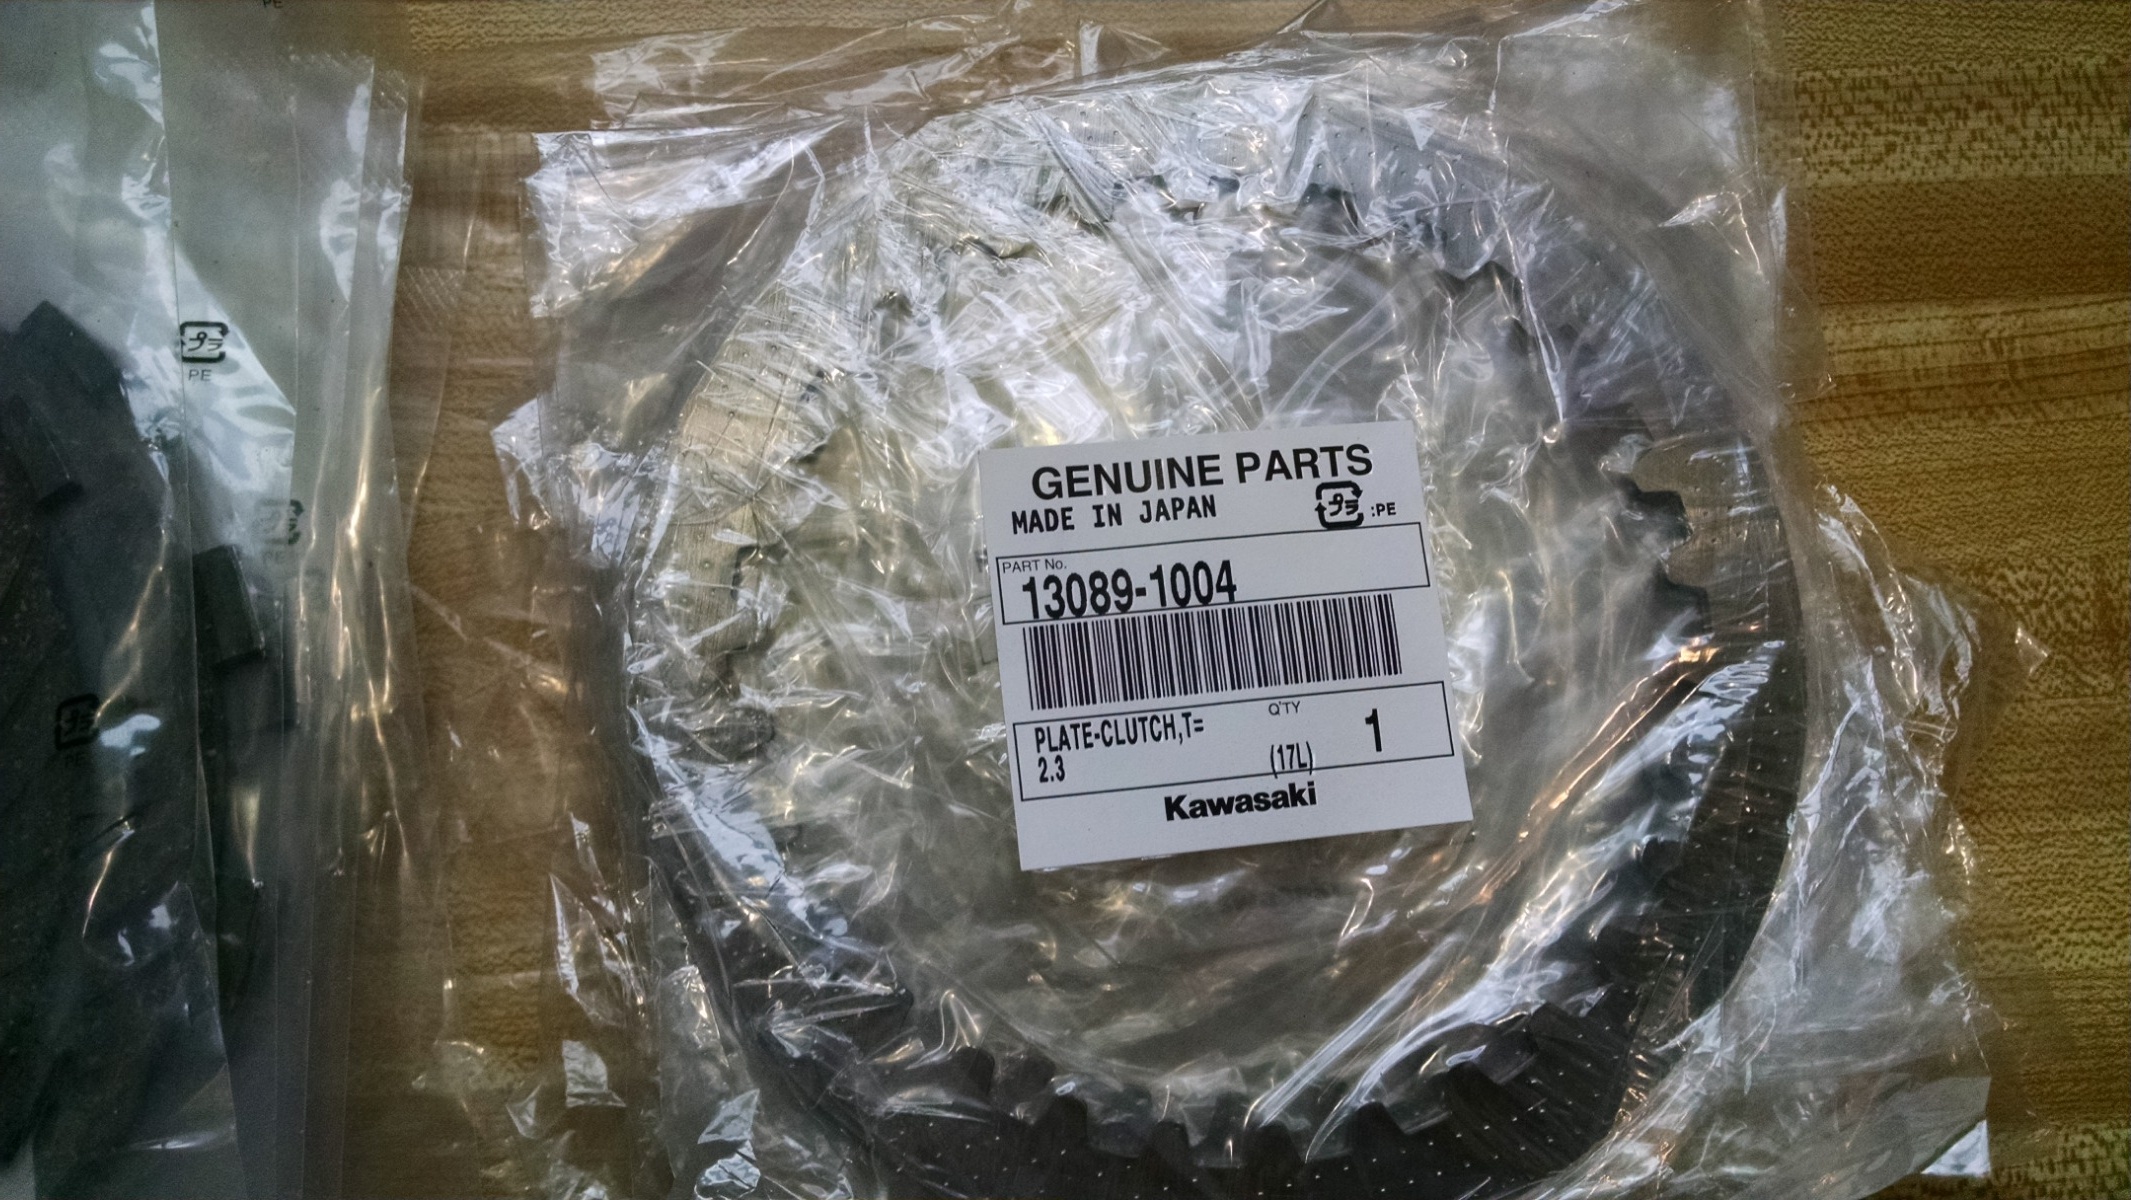 PE
プラ
PE
プラ
PE
GENUINE PARTS
MADE IN JAPAN
プラ :PE
PART No.
13089-1004
PLATE-CLUTCH,T=
2.3
Q'TY
(17L)
1
Kawasaki